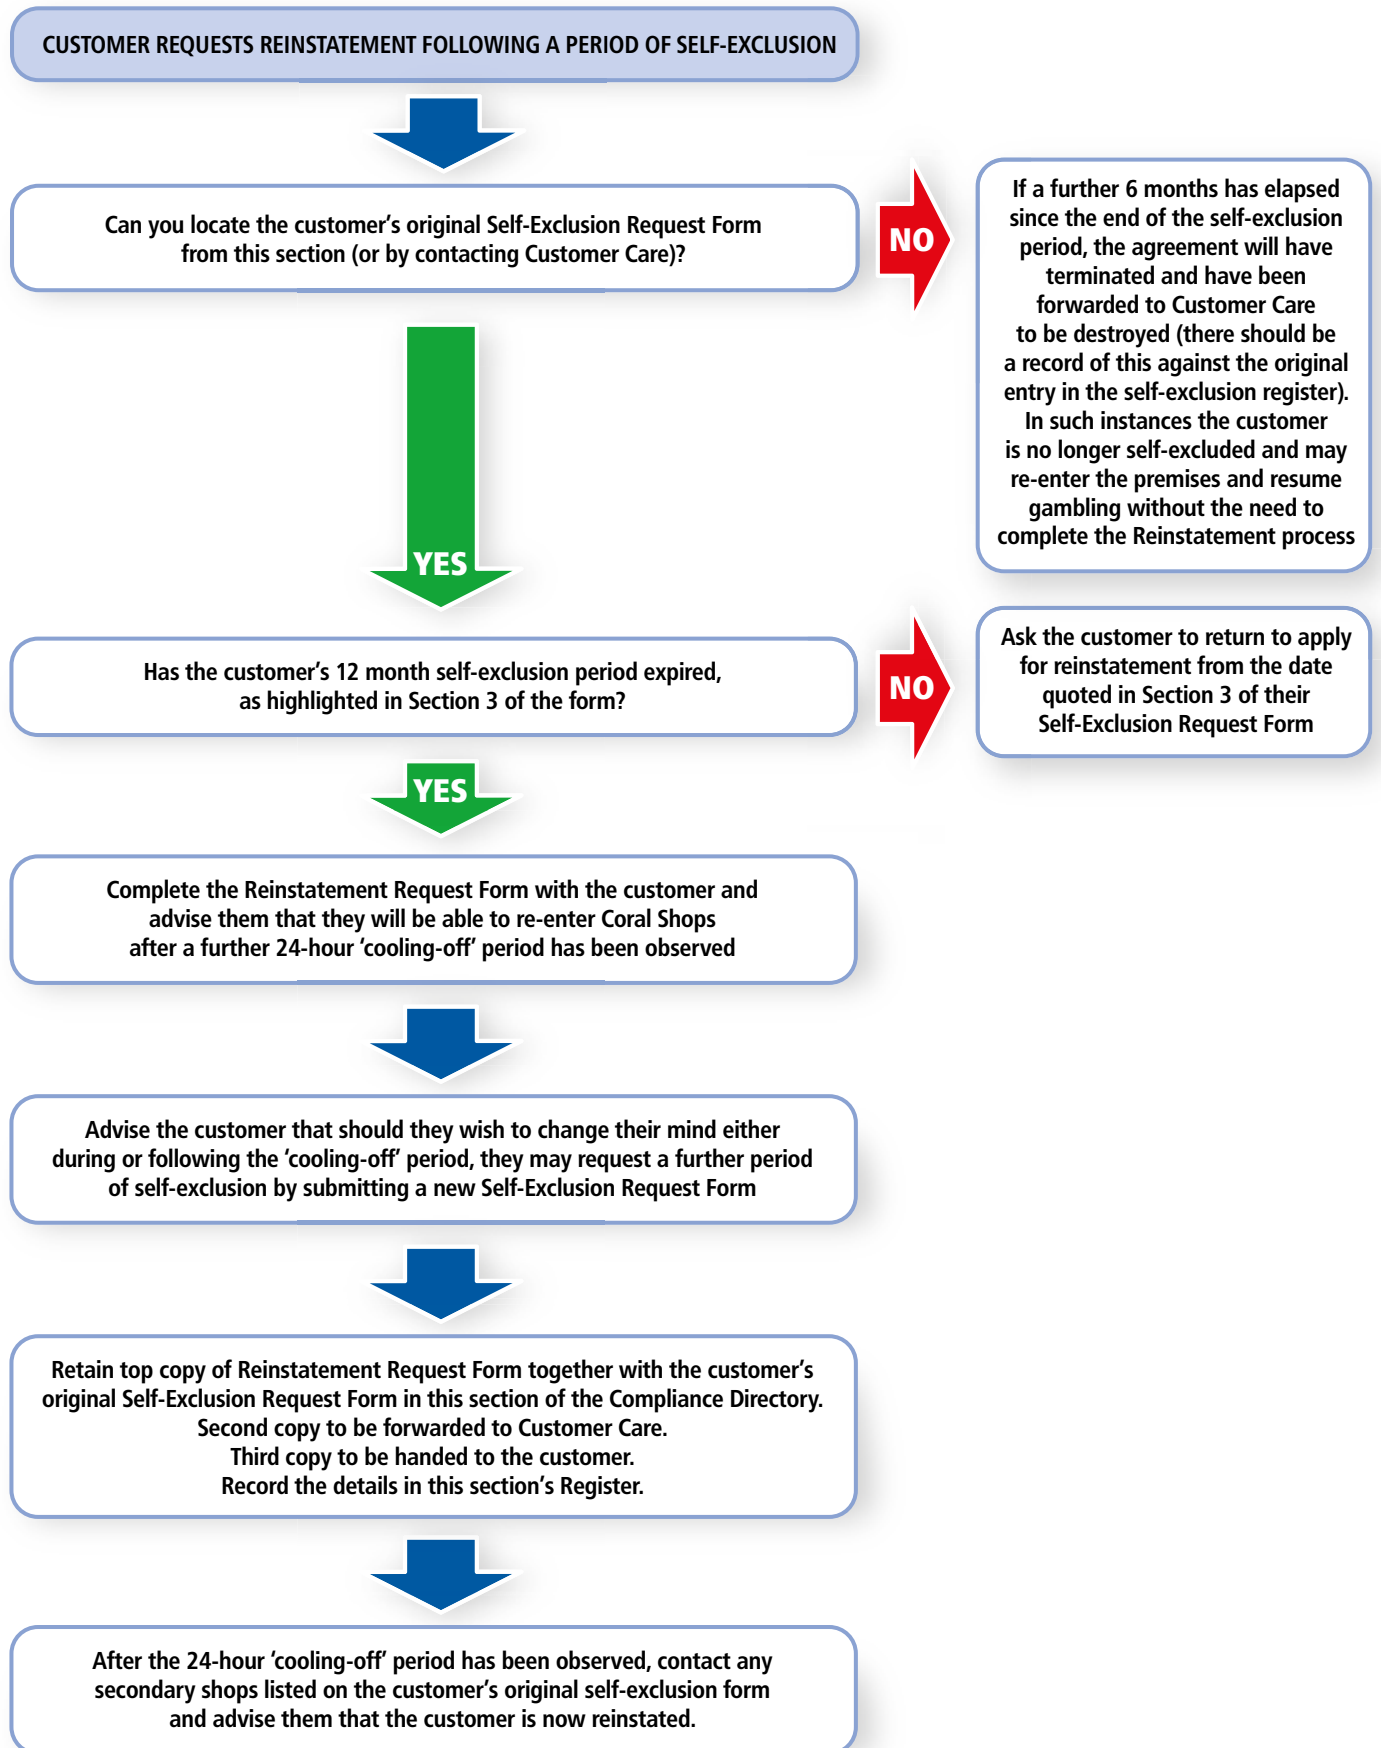 CUSTOMER REQUESTS REINSTATEMENT FOLLOWING A PERIOD OF SELF-EXCLUSION
Can you locate the customer’s original Self-Exclusion Request Form
from this section (or by contacting Customer Care)?
NO
If a further 6 months has elapsed
since the end of the self-exclusion
period, the agreement will have
terminated and have been
forwarded to Customer Care
to be destroyed (there should be
a record of this against the original
entry in the self-exclusion register).
In such instances the customer
is no longer self-excluded and may
re-enter the premises and resume
gambling without the need to
complete the Reinstatement process
YES
Has the customer’s 12 month self-exclusion period expired,
as highlighted in Section 3 of the form?
NO
Ask the customer to return to apply
for reinstatement from the date
quoted in Section 3 of their
Self-Exclusion Request Form
YES
Complete the Reinstatement Request Form with the customer and
advise them that they will be able to re-enter Coral Shops
after a further 24-hour ‘cooling-off’ period has been observed
Advise the customer that should they wish to change their mind either
during or following the ‘cooling-off’ period, they may request a further period
of self-exclusion by submitting a new Self-Exclusion Request Form
Retain top copy of Reinstatement Request Form together with the customer’s
original Self-Exclusion Request Form in this section of the Compliance Directory.
Second copy to be forwarded to Customer Care.
Third copy to be handed to the customer.
Record the details in this section’s Register.
After the 24-hour ‘cooling-off’ period has been observed, contact any
secondary shops listed on the customer’s original self-exclusion form
and advise them that the customer is now reinstated.